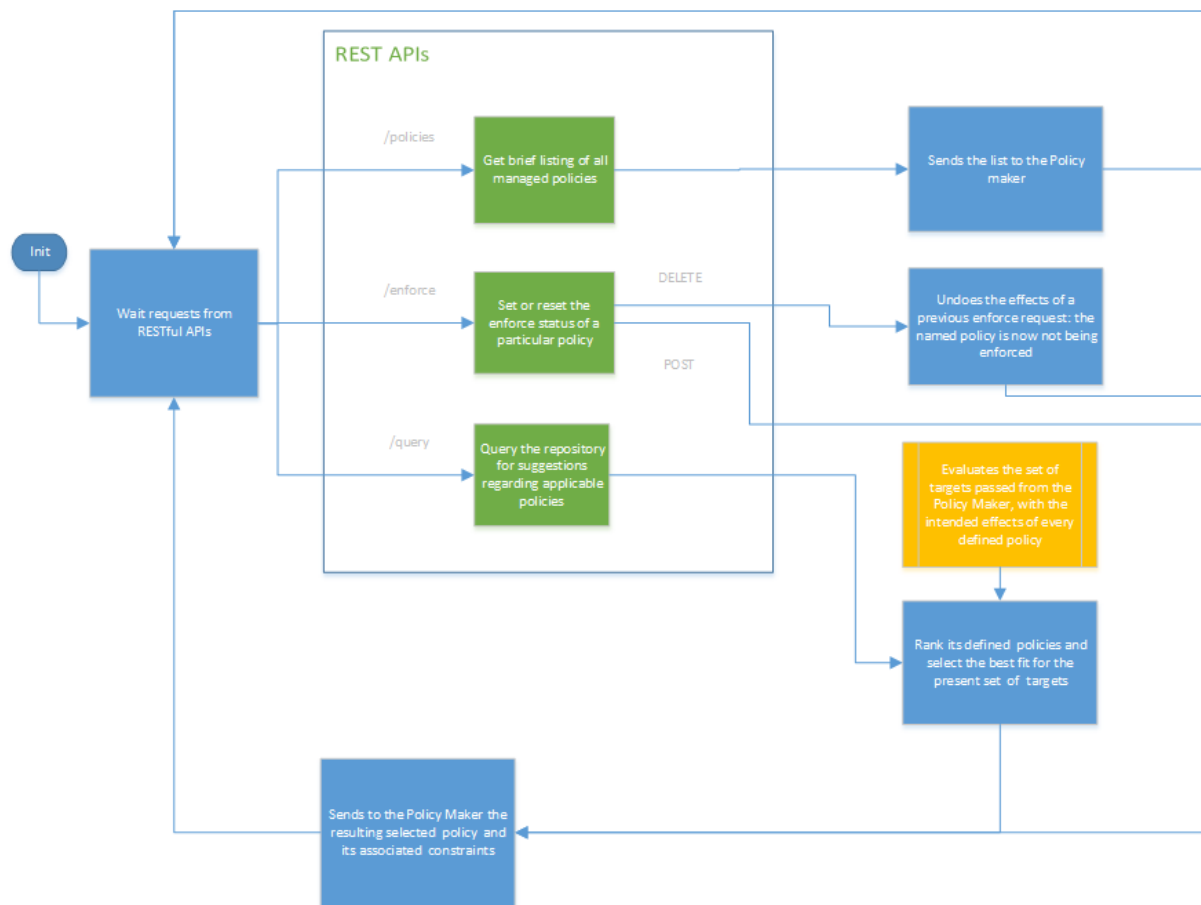 REST APIs
/policies
Get brief listing of all
managed policies
Sends the list to the Policy
maker
Init
Wait requests from
RESTful APIs
/enforce
Set or reset the
enforce status of a
particular policy
DELETE
POST
Undoes the effects of a
previous enforce request: the
named policy is now not being
enforced
/query
Query the repository
for suggestions
regarding applicable
policies
Evaluates the set of
targets passed from the
Policy Maker, with the
intended effects of every
defined policy
Rank its defined policies and
select the best fit for the
present set of targets
Sends to the Policy Maker the
resulting selected policy and
its associated constraints